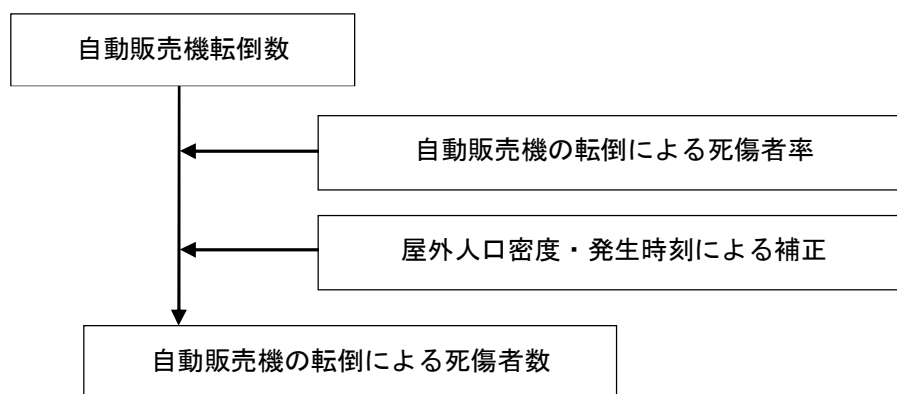 自動販売機転倒数
自動販売機の転倒による死傷者率
屋外人口密度・発生時刻による補正
自動販売機の転倒による死傷者数